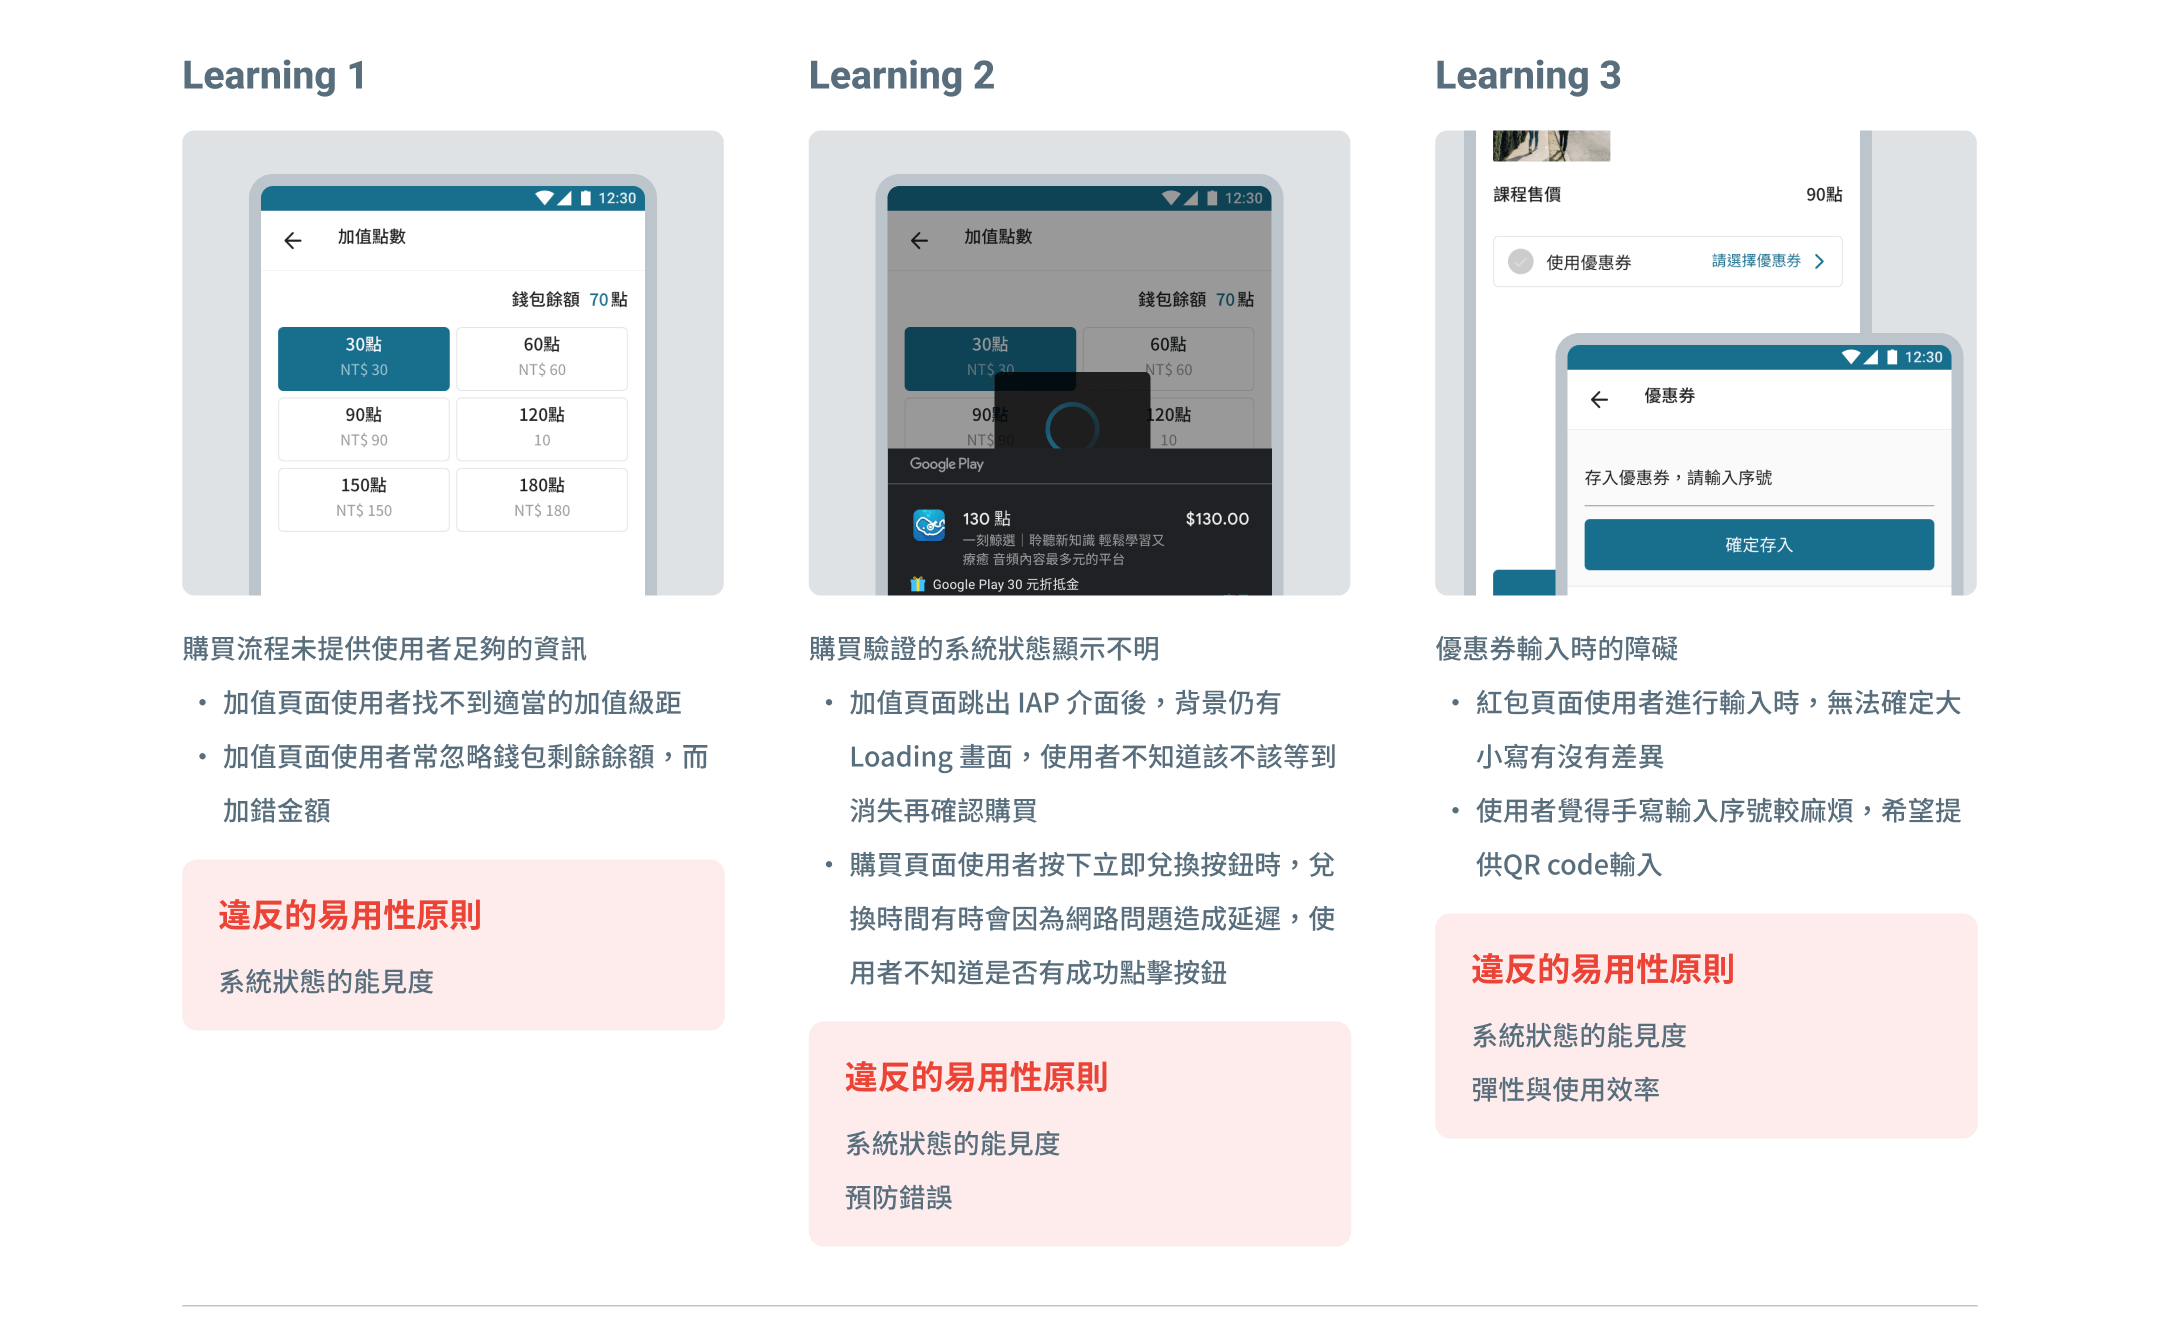 Learning 1
12:30
加值點數
錢包餘額 70 點
30點
NT$ 30
60點
NT$ 60
90點
NT$ 90
120點
10
150點
NT$ 150
180點
NT$ 180
購買流程未提供使用者足夠的資訊
• 加值頁面使用者找不到適當的加值級距
• 加值頁面使用者常忽略錢包剩餘餘額，而
加錯金額
違反的易用性原則
系統狀態的能見度
Learning 2
12:30
加值點數
錢包餘額 70 點
30點
NT$ 30
60點
NT$ 60
90點
NT$ 90
120點
10
Google Play
130 點 $130.00
一刻鯨選｜聆聽新知識 輕鬆學習又
療癒 音頻內容最多元的平台
Google Play 30 元折抵金
購買驗證的系統狀態顯示不明
• 加值頁面跳出 IAP 介面後，背景仍有
Loading 畫面，使用者不知道該不該等到
消失再確認購買
• 購買頁面使用者按下立即兌換按鈕時，兌
換時間有時會因為網路問題造成延遲，使
用者不知道是否有成功點擊按鈕
違反的易用性原則
系統狀態的能見度
預防錯誤
Learning 3
課程售價 90點
使用優惠券 請選擇優惠券
12:30
優惠券
存入優惠券，請輸入序號
確定存入
優惠券輸入時的障礙
• 紅包頁面使用者進行輸入時，無法確定大
小寫有沒有差異
• 使用者覺得手寫輸入序號較麻煩，希望提
供QR code輸入
違反的易用性原則
系統狀態的能見度
彈性與使用效率